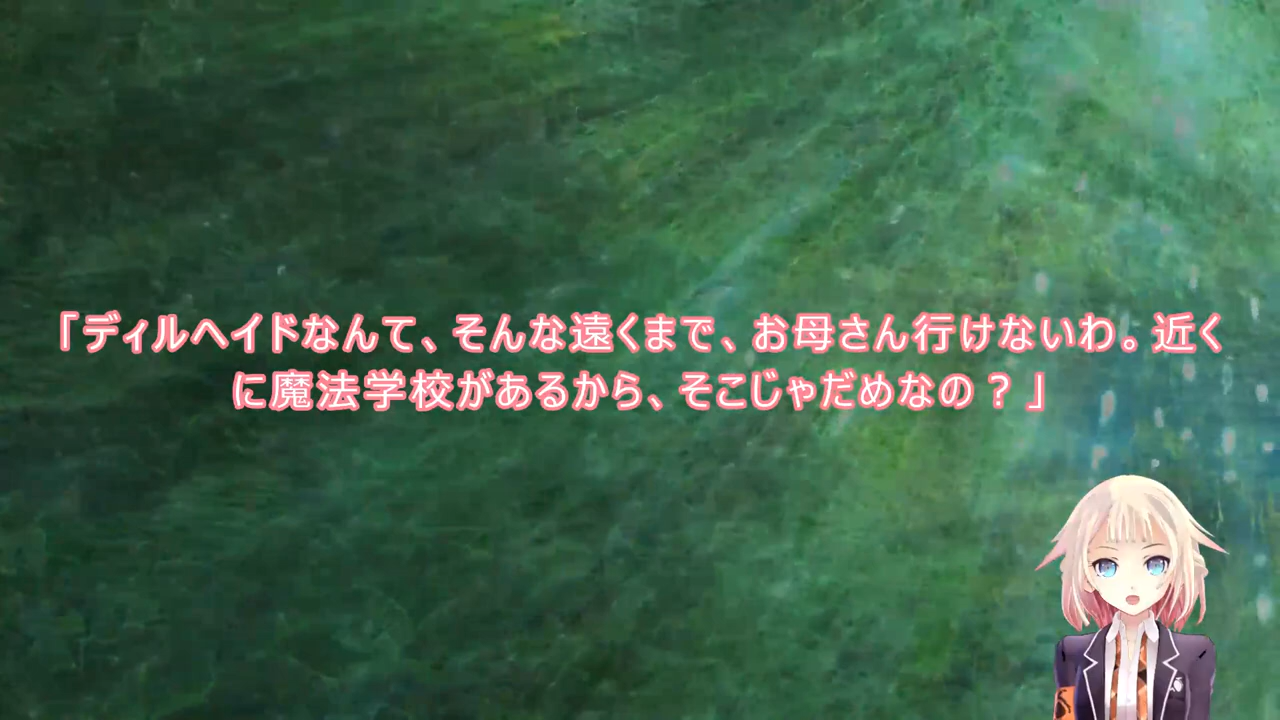 「ディルヘイドなんて、そんな遠くまで、お母さん行けないわ。近く
に魔法学校があるから、そこじゃだめなの？」